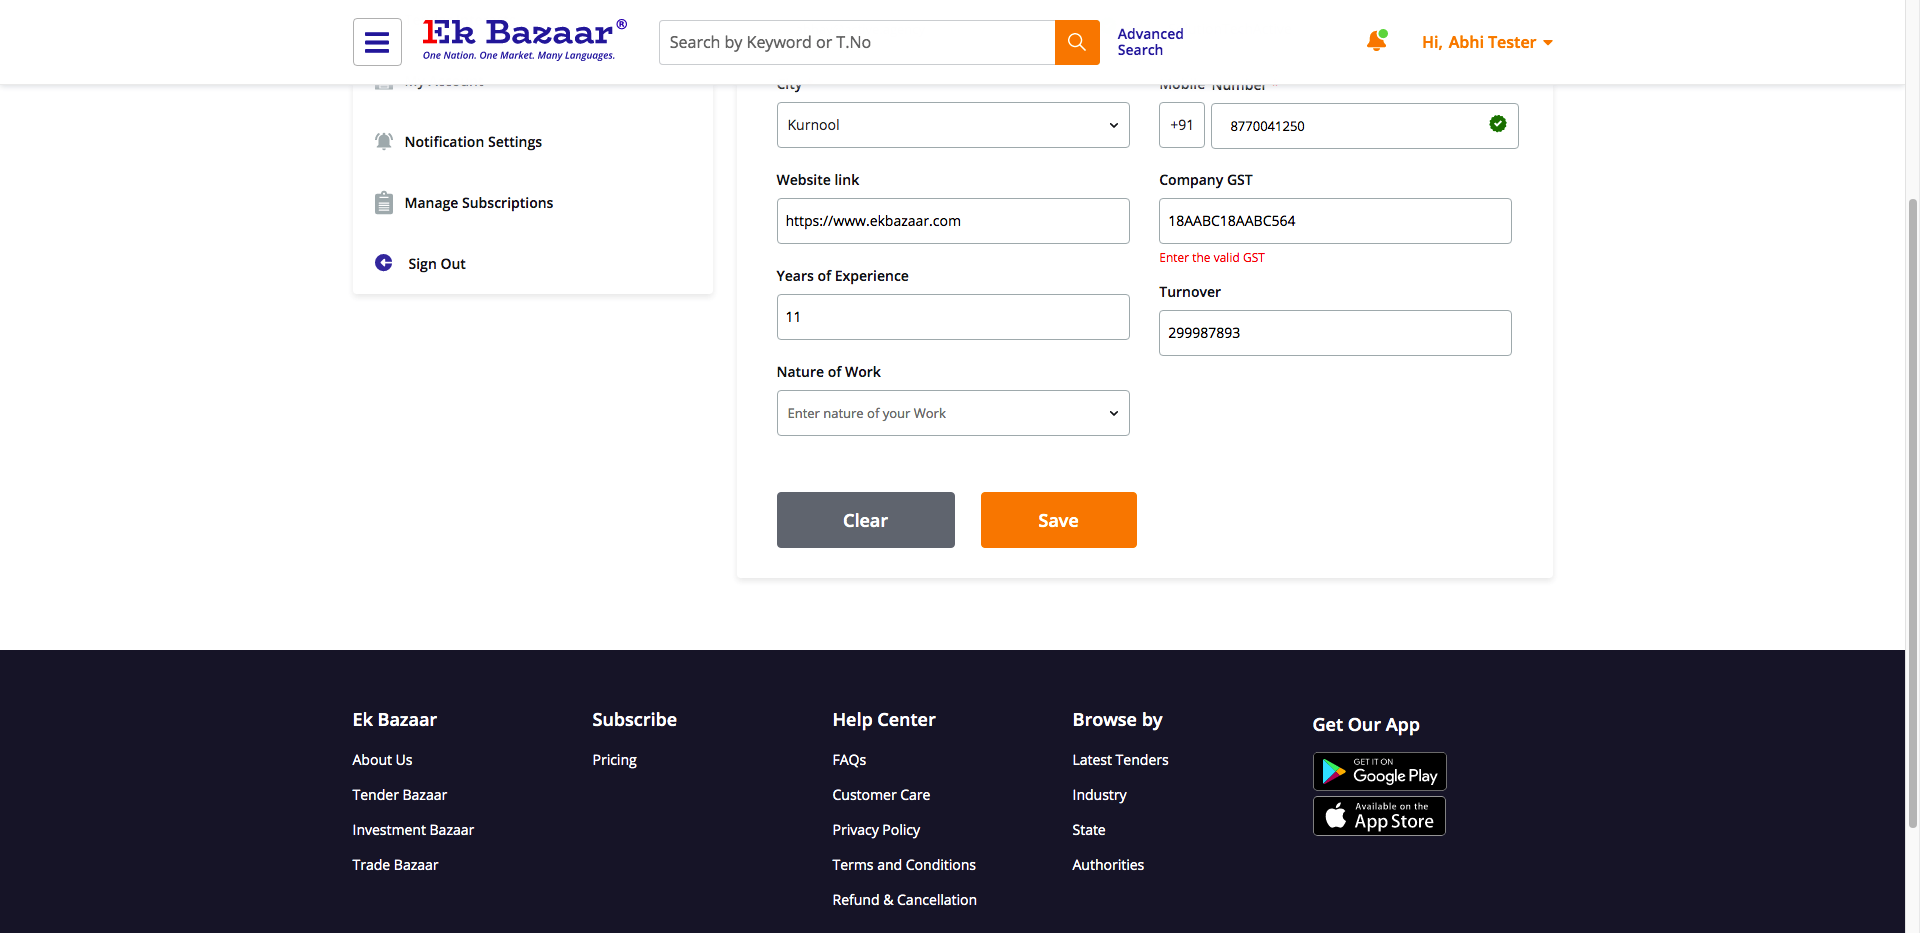 Ek Bazaar®
One Nation. One Market. Many Languages.
Search by Keyword or T.No
Advanced
Search
Hi, Abhi Tester
My Account
Notification Settings
Manage Subscriptions
Sign Out
City
Kurnool
Mobile Number
+91
8770041250
Website link
https://www.ekbazaar.com
Company GST
18AABC18AABC564
Enter the valid GST
Years of Experience
11
Turnover
299987893
Nature of Work
Enter nature of your Work
Clear
Save
Ek Bazaar
About Us
Tender Bazaar
Investment Bazaar
Trade Bazaar
Subscribe
Pricing
Help Center
FAQs
Customer Care
Privacy Policy
Terms and Conditions
Refund & Cancellation
Browse by
Latest Tenders
Industry
State
Authorities
Get Our App
GET IT ON
Google Play
Available on the
App Store